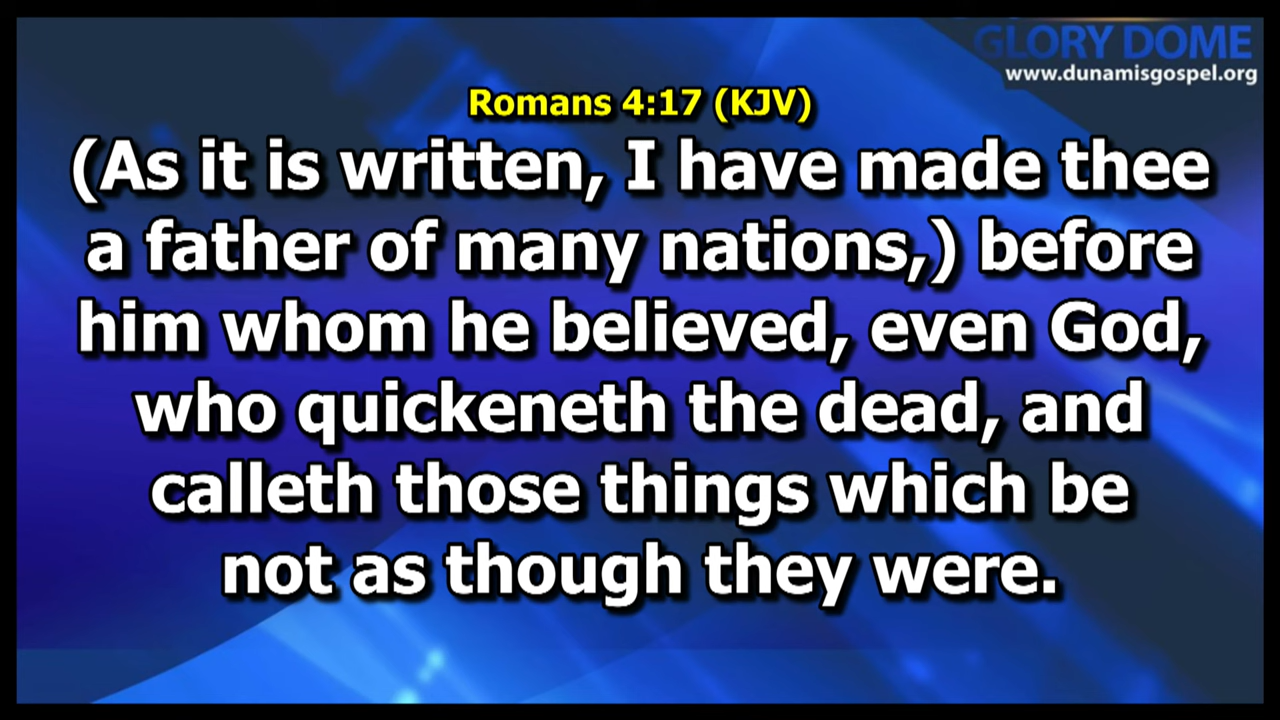 GLORY DOME
www.dunamisgospel.org
Romans 4:17 (KJV)
(As it is written, I have made thee
a father of many nations,) before
him whom he believed, even God,
who quickeneth the dead, and
calleth those things which be
not as though they were.